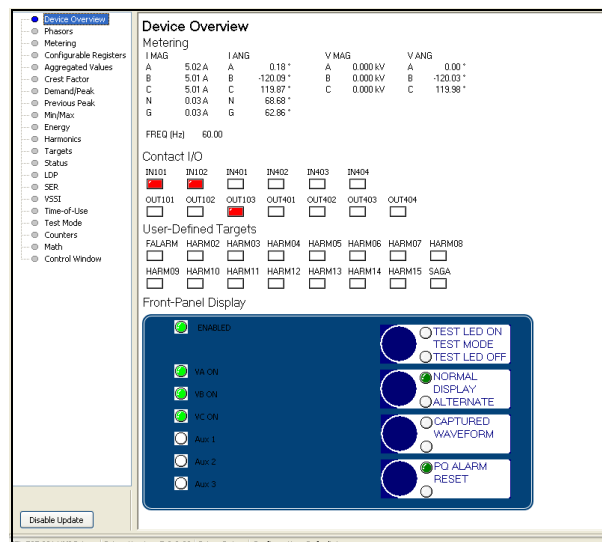 Device Overview
Phasors
Metering
Configurable Registers
Aggregated Values
Crest Factor
Demand/Peak
Previous Peak
Min/Max
Energy
Harmonics
Targets
Status
LDP
SER
VSSI
Time-of-Use
Test Mode
Counters
Math
Control Window
Disable Update
Device Overview
Metering
I MAG I ANG V MAG V ANG
A 5.02 A A 0.18 ° A 0.000 kV A 0.00 °
B 5.01 A B -120.09 ° B 0.000 kV B -120.03 °
C 5.01 A C 119.87 ° C 0.000 kV C 119.98 °
N 0.03 A N 68.68 °
G 0.03 A G 62.86 °
FREQ (Hz) 60.00
Contact I/O
IN101 IN102 IN401 IN402 IN403 IN404
OUT101 OUT102 OUT103 OUT401 OUT402 OUT403 OUT404
User-Defined Targets
FALARM HARM02 HARM03 HARM04 HARM05 HARM06 HARM07 HARM08
HARM09 HARM10 HARM11 HARM12 HARM13 HARM14 HARM15 SAGA
Front-Panel Display
ENABLED
VA ON
VB ON
VC ON
Aux 1
Aux 2
Aux 3
TEST LED ON
TEST MODE
TEST LED OFF
NORMAL
DISPLAY
ALTERNATE
CAPTURED
WAVEFORM
PQ ALARM
RESET